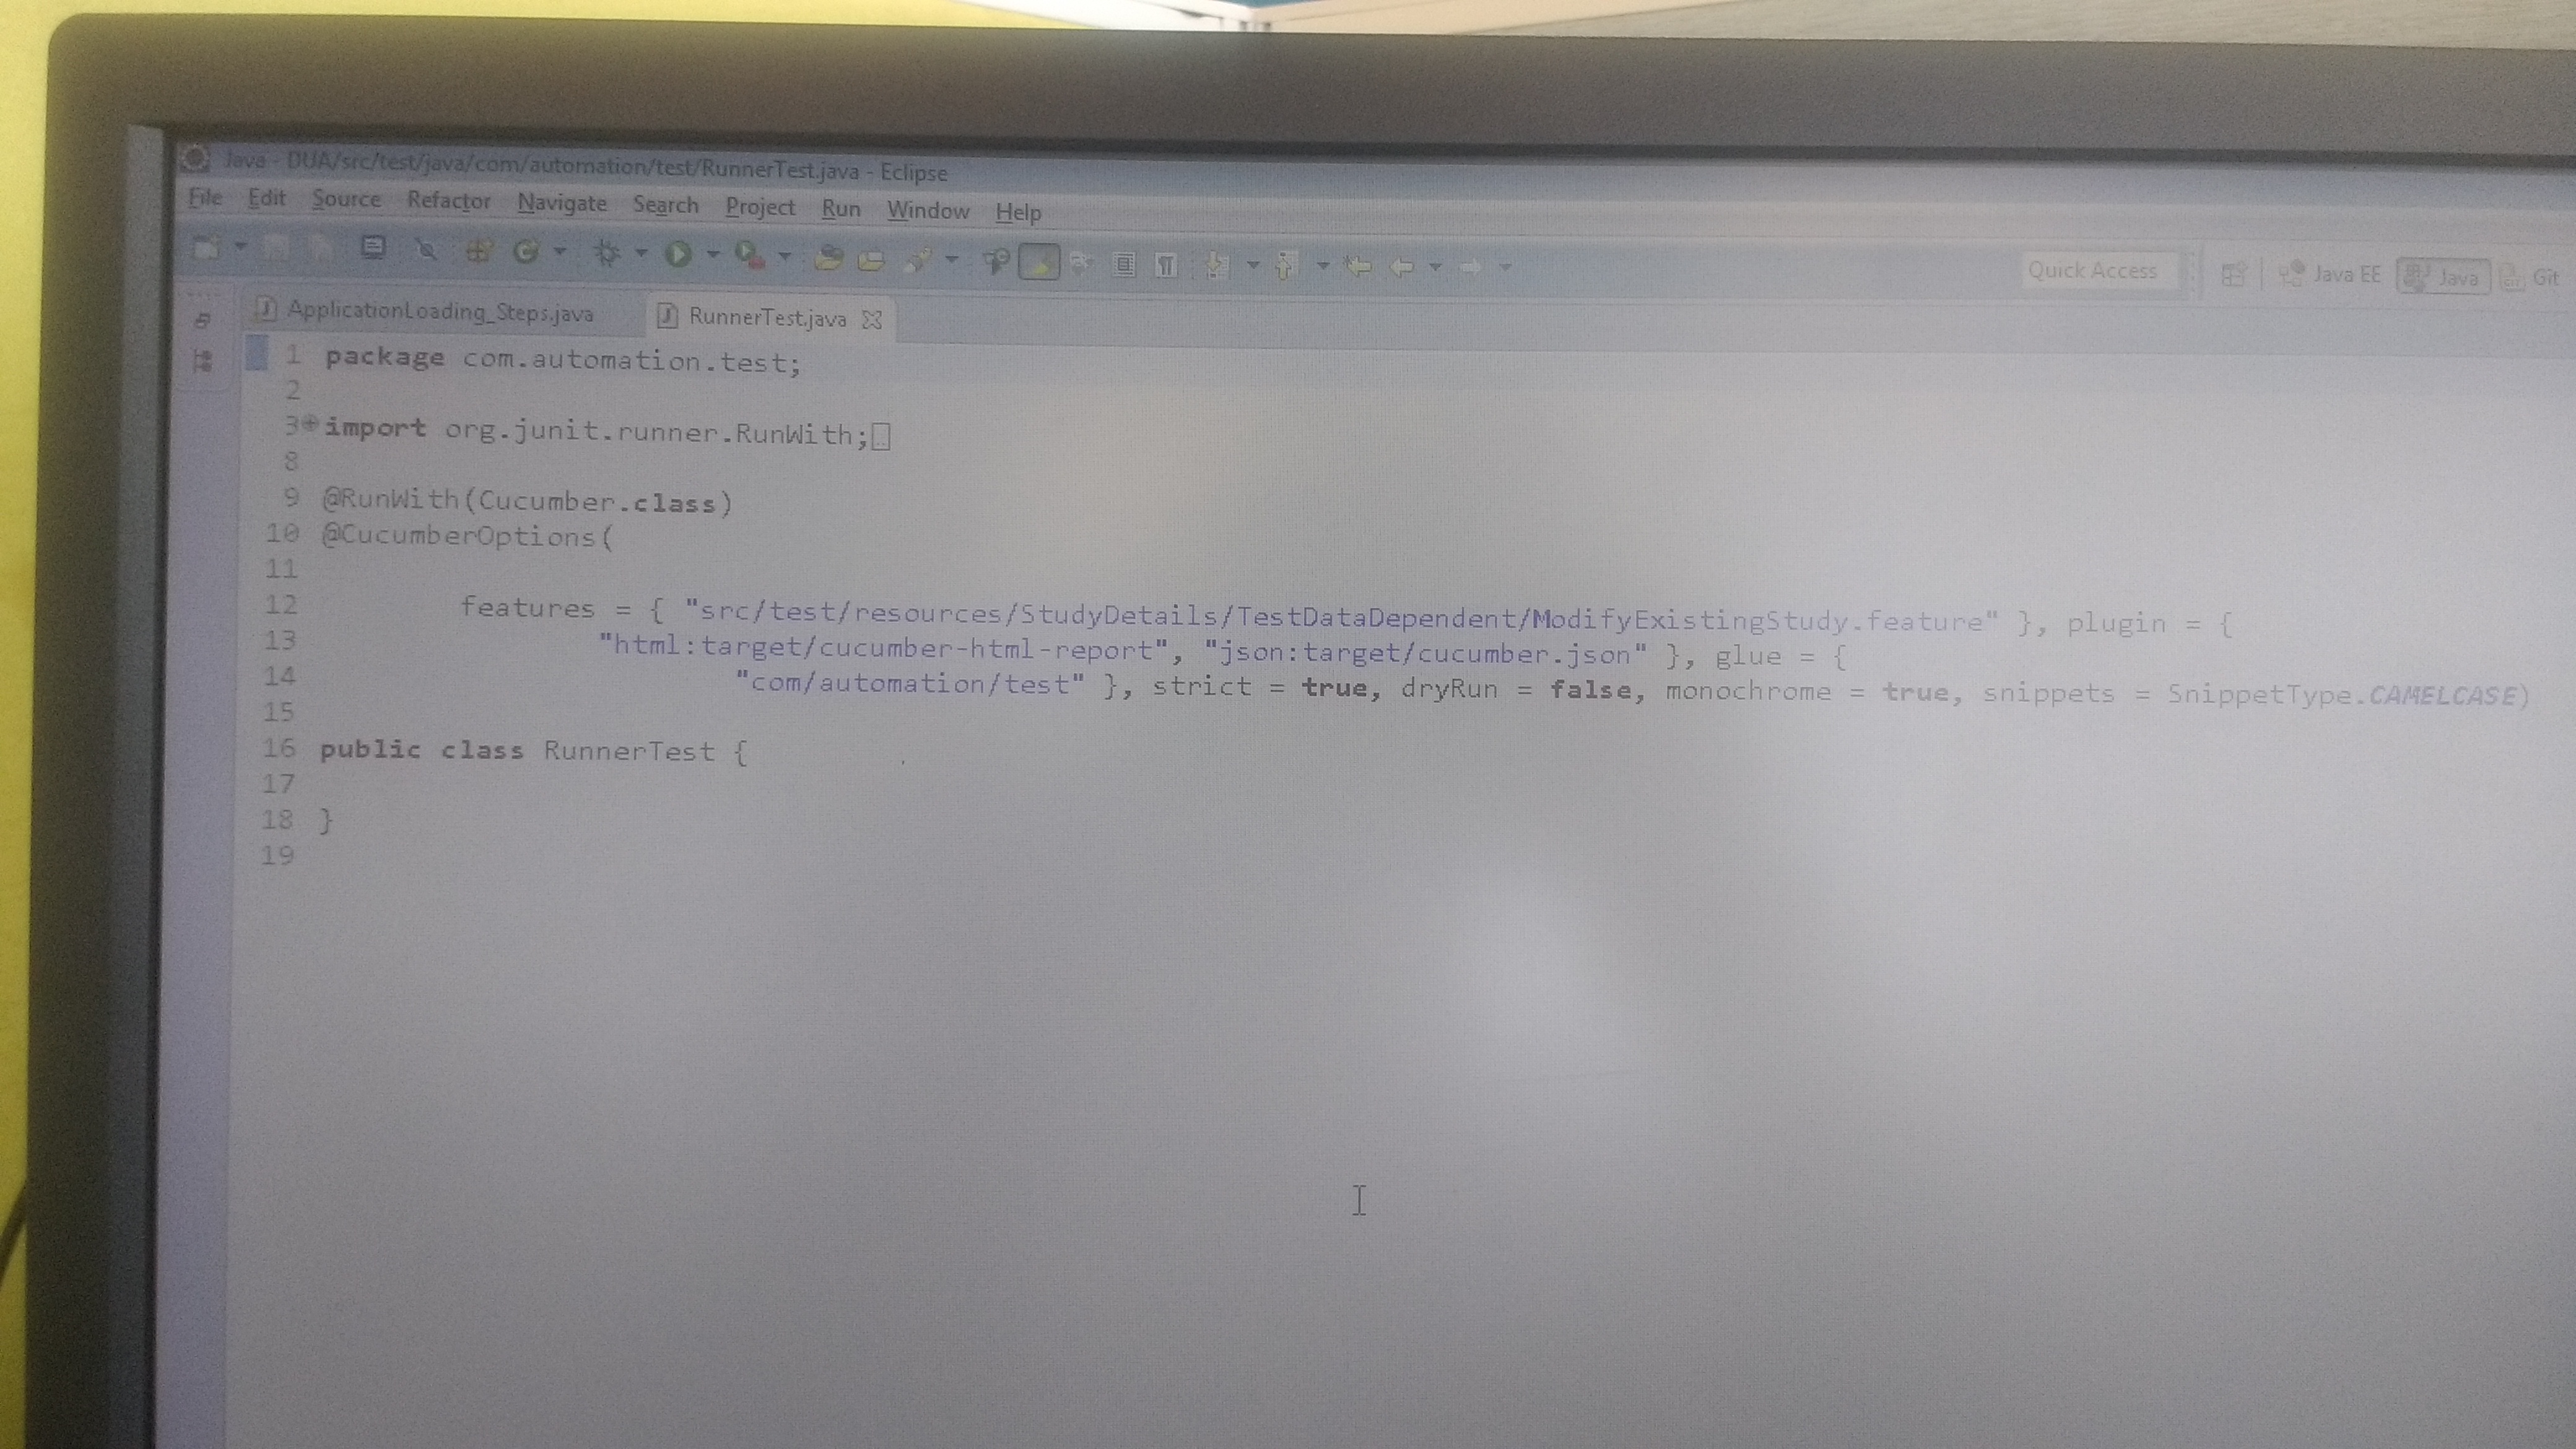 Java - DUA/src/test/java/com/automation/test/RunnerTest.java - Eclipse
File Edit Source Refactor Navigate Search Project Run Window Help
Quick Access Java EE Java Git
ApplicationLoading_Steps.java RunnerTest.java
1 package com.automation.test;
2
3 import org.junit.runner.RunWith;
8
9 @RunWith(Cucumber.class)
10 @CucumberOptions(
11
12 features = { "src/test/resources/StudyDetails/TestDataDependent/ModifyExistingStudy.feature" }, plugin = {
13 "html:target/cucumber-html-report", "json:target/cucumber.json" }, glue = {
14 "com/automation/test" }, strict = true, dryRun = false, monochrome = true, snippets = SnippetType.CAMELCASE)
15
16 public class RunnerTest {
17
18 }
19